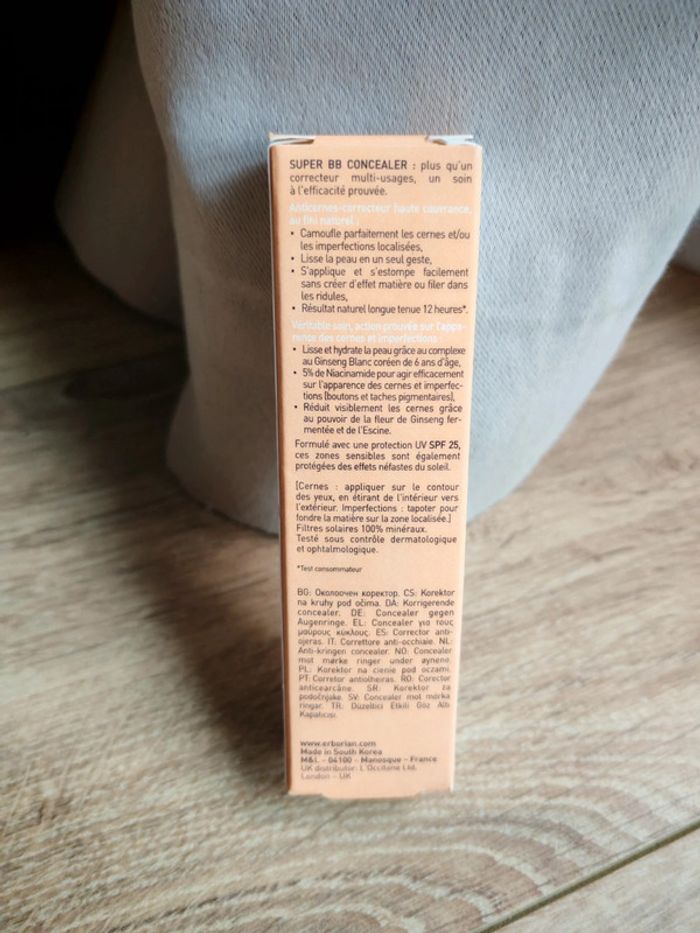 SUPER BB CONCEALER : plus qu'un
correcteur multi-usages, un soin
à l'efficacité prouvée.
Anticernes-correcteur haute couvrance,
au fini naturel :
• Camoufle parfaitement les cernes et/ou
les imperfections localisées,
• Lisse la peau en un seul geste,
• S'applique et s'estompe facilement
sans créer d'effet matière ou filer dans
les ridules,
• Résultat naturel longue tenue 12 heures*.
Véritable soin, action prouvée sur l'appa-
rence des cernes et imperfections :
• Lisse et hydrate la peau grâce au complexe
au Ginseng Blanc coréen de 6 ans d'âge,
• 5% de Niacinamide pour agir efficacement
sur l'apparence des cernes et imperfec-
tions (boutons et taches pigmentaires),
• Réduit visiblement les cernes grâce
au pouvoir de la fleur de Ginseng fer-
mentée et de l'Escine.
Formulé avec une protection UV SPF 25,
ces zones sensibles sont également
protégées des effets néfastes du soleil.
[Cernes : appliquer sur le contour
des yeux, en étirant de l'intérieur vers
l'extérieur. Imperfections : tapoter pour
fondre la matière sur la zone localisée.]
Filtres solaires 100% minéraux.
Testé sous contrôle dermatologique
et ophtalmologique.
*Test consommateur
BG: Околоочен коректор. CS: Korektor
na kruhy pod očima. DA: Korrigerende
concealer. DE: Concealer gegen
Augenringe. EL: Concealer για τους
μαύρους κύκλους. ES: Corrector anti-
ojeras. IT: Correttore anti-occhiaie. NL:
Anti-kringen concealer. NO: Concealer
mot mørke ringer under øynene.
PL: Korektor na cienie pod oczami.
PT: Corretor antiolheiras. RO: Corector
anticearcăne. SR: Korektor za
podočnjake. SV: Concealer mot mörka
ringar. TR: Düzeltici Etkili Göz Altı
Kapatıcısı.
www.erborian.com
Made in South Korea
M&L - 04100 - Manosque - France
UK distributor: L'Occitane Ltd.
London - UK